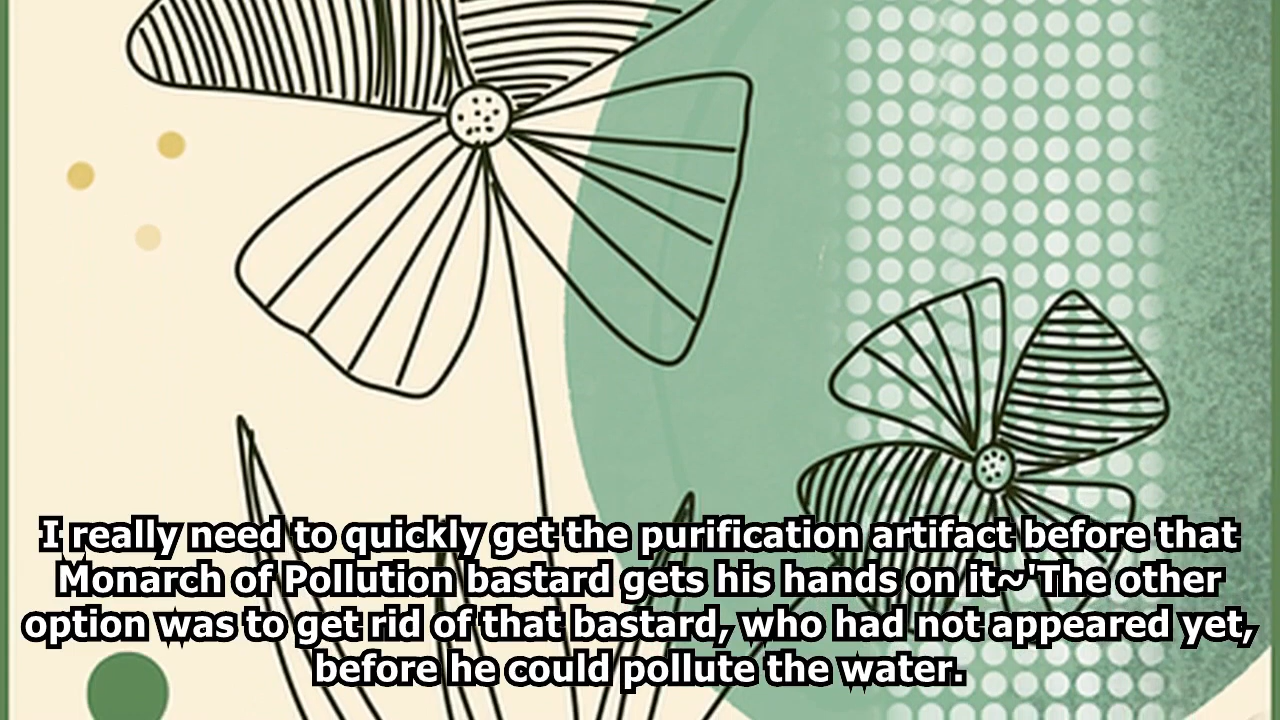 I really need to quickly get the purification artifact before that
Monarch of Pollution bastard gets his hands on it~'The other
option was to get rid of that bastard, who had not appeared yet,
before he could pollute the water.